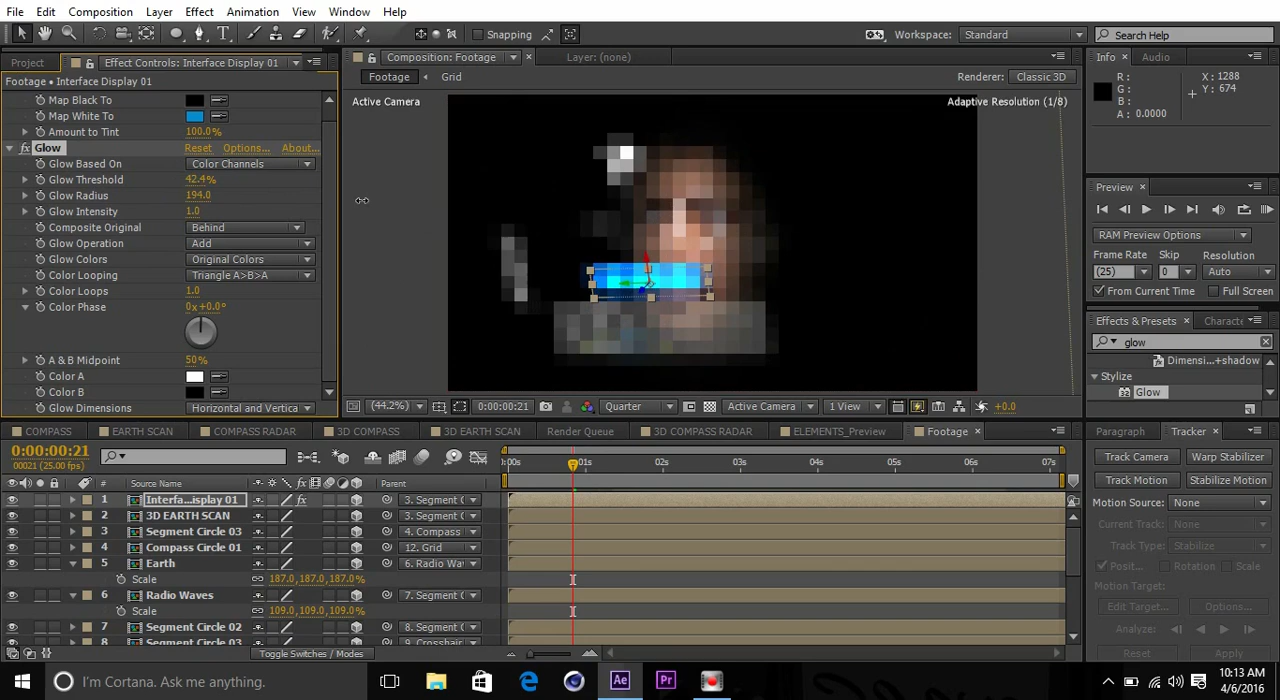 File Edit Composition Layer Effect Animation View Window Help
Snapping Workspace: Standard Search Help
Project Effect Controls: Interface Display 01
Footage • Interface Display 01
Map Black To
Map White To
Amount to Tint 100.0%
fx Glow Reset Options... About...
Glow Based On Color Channels
Glow Threshold 42.4%
Glow Radius 194.0
Glow Intensity 1.0
Composite Original Behind
Glow Operation Add
Glow Colors Original Colors
Color Looping Triangle A>B>A
Color Loops 1.0
Color Phase 0x+0.0°
A & B Midpoint 50%
Color A
Color B
Glow Dimensions Horizontal and Vertica
Composition: Footage Layer: (none)
Footage Grid Renderer: Classic 3D
Active Camera Adaptive Resolution (1/8)
(44.2%) 0:00:00:21 Quarter Active Camera 1 View +0.0
Info Audio
R: X: 1288
G: Y: 674
B:
A: 0.0000
Preview
RAM Preview Options
Frame Rate Skip Resolution
(25) 0 Auto
From Current Time Full Screen
Effects & Presets Characte
glow
Dimensi...+shadow
Stylize
Glow
COMPASS EARTH SCAN COMPASS RADAR 3D COMPASS 3D EARTH SCAN Render Queue 3D COMPASS RADAR ELEMENTS_Preview Footage
0:00:00:21
00021 (25.00 fps)
:00s 01s 02s 03s 04s 05s 06s 07s
# Source Name Parent
1 Interfa...isplay 01 3. Segment C
2 3D EARTH SCAN 3. Segment C
3 Segment Circle 03 4. Compass
4 Compass Circle 01 12. Grid
5 Earth 6. Radio Wav
Scale 187.0,187.0,187.0%
6 Radio Waves 7. Segment C
Scale 109.0,109.0,109.0%
7 Segment Circle 02 8. Segment C
8 Segment Circle 03 9. Crosshair
Toggle Switches / Modes
Paragraph Tracker
Track Camera Warp Stabilizer
Track Motion Stabilize Motion
Motion Source: None
Current Track: None
Track Type: Stabilize
Posit... Rotation Scale
Motion Target:
Edit Target... Options...
Analyze:
Reset Apply
I'm Cortana. Ask me anything.
Ae Pr
10:13 AM
4/6/2016